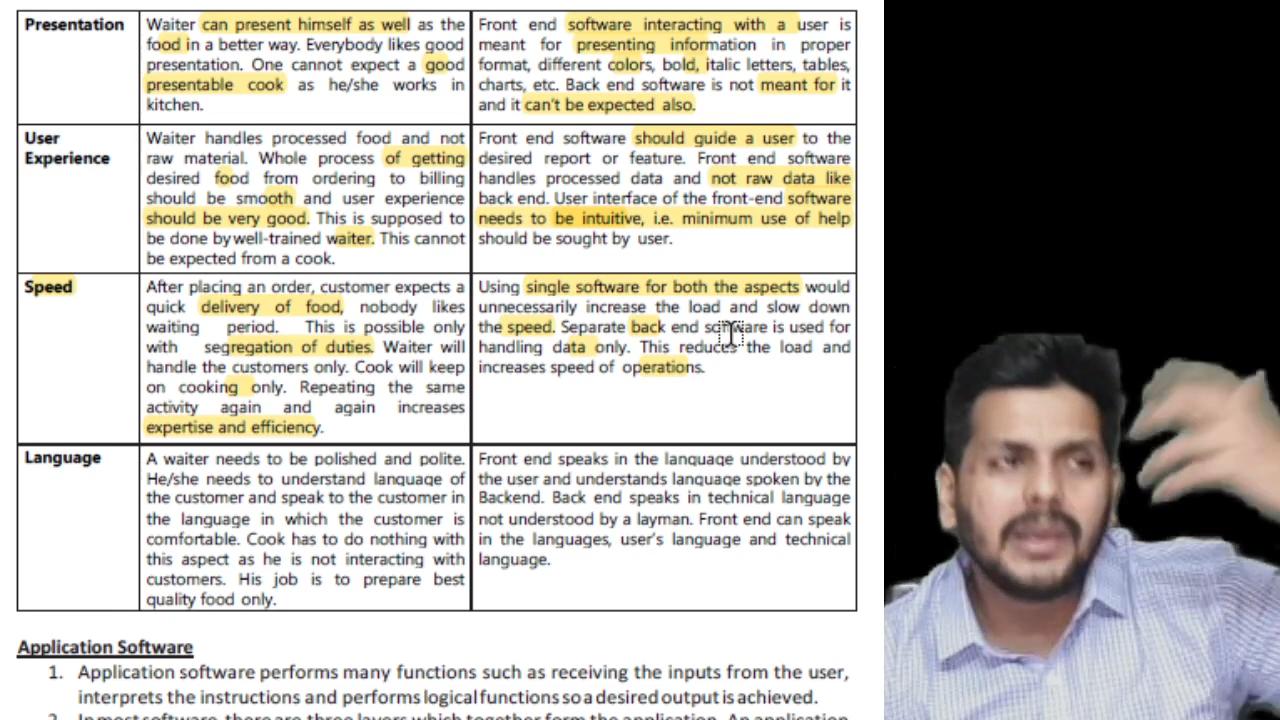 Presentation
Waiter can present himself as well as the
food in a better way. Everybody likes good
presentation. One cannot expect a good
presentable cook as he/she works in
kitchen.
Front end software interacting with a user is
meant for presenting information in proper
format, different colors, bold, italic letters, tables,
charts, etc. Back end software is not meant for it
and it can't be expected also.
User
Experience
Waiter handles processed food and not
raw material. Whole process of getting
desired food from ordering to billing
should be smooth and user experience
should be very good. This is supposed to
be done by well-trained waiter. This cannot
be expected from a cook.
Front end software should guide a user to the
desired report or feature. Front end software
handles processed data and not raw data like
back end. User interface of the front-end software
needs to be intuitive, i.e. minimum use of help
should be sought by user.
Speed
After placing an order, customer expects a
quick delivery of food, nobody likes
waiting period. This is possible only
with segregation of duties. Waiter will
handle the customers only. Cook will keep
on cooking only. Repeating the same
activity again and again increases
expertise and efficiency.
Using single software for both the aspects would
unnecessarily increase the load and slow down
the speed. Separate back end software is used for
handling data only. This reduces the load and
increases speed of operations.
Language
A waiter needs to be polished and polite.
He/she needs to understand language of
the customer and speak to the customer in
the language in which the customer is
comfortable. Cook has to do nothing with
this aspect as he is not interacting with
customers. His job is to prepare best
quality food only.
Front end speaks in the language understood by
the user and understands language spoken by the
Backend. Back end speaks in technical language
not understood by a layman. Front end can speak
in the languages, user's language and technical
language.
Application Software
1. Application software performs many functions such as receiving the inputs from the user,
interprets the instructions and performs logical functions so a desired output is achieved.
2. In most software, there are three layers which together form the application. An application